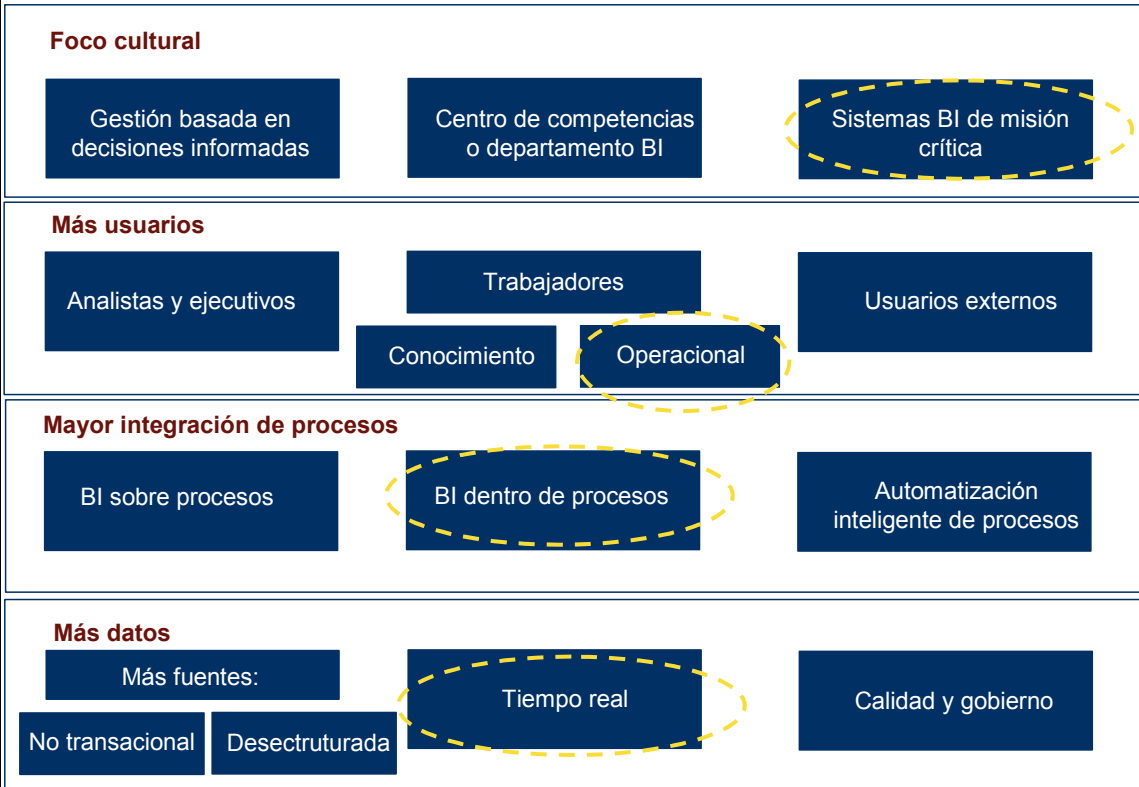 Foco cultural
Gestión basada en
decisiones informadas
Centro de competencias
o departamento BI
Sistemas BI de misión
crítica
Más usuarios
Analistas y ejecutivos
Trabajadores
Conocimiento
Operacional
Usuarios externos
Mayor integración de procesos
BI sobre procesos
BI dentro de procesos
Automatización
inteligente de procesos
Más datos
Más fuentes:
No transacional
Desectruturada
Tiempo real
Calidad y gobierno